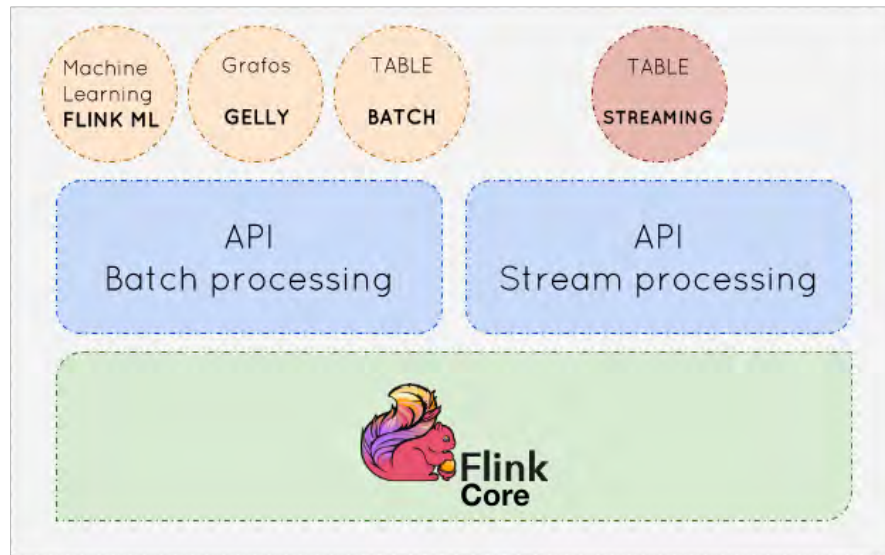 Machine
Learning
FLINK ML
Grafos
GELLY
TABLE
BATCH
TABLE
STREAMING
API
Batch processing
API
Stream processing
Flink
Core